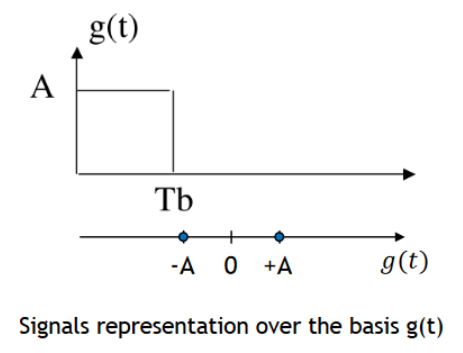 g(t)
A
Tb
-A 0 +A g(t)
Signals representation over the basis g(t)